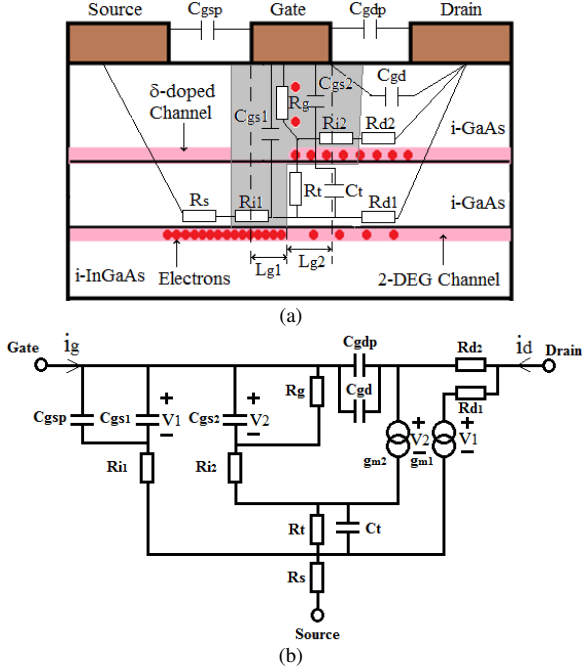 Source Cgsp Gate Cgdp Drain
δ-doped Channel
Cgs1 Rg Cgs2 Cgd
Ri2 Rd2 i-GaAs
Rt Ct i-GaAs
Rs Ri1 Rd1
i-InGaAs Electrons Lg1 Lg2 2-DEG Channel
(a)
Gate ig Cgdp Rd2 id Drain
Cgd Rd1
Rg
Cgsp Cgs1 + V1 − Cgs2 + V2 −
gm2 + V2 − gm1 + V1 −
Ri1 Ri2
Rt Ct
Rs
Source
(b)